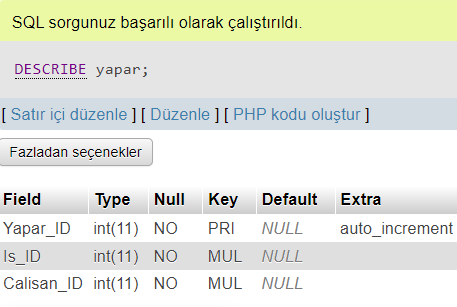 SQL sorgunuz başarılı olarak çalıştırıldı.
DESCRIBE yapar;
[ Satır içi düzenle ] [ Düzenle ] [ PHP kodu oluştur ]
Fazladan seçenekler
Field Type Null Key Default Extra
Yapar_ID int(11) NO PRI NULL auto_increment
Is_ID int(11) NO MUL NULL
Calisan_ID int(11) NO MUL NULL